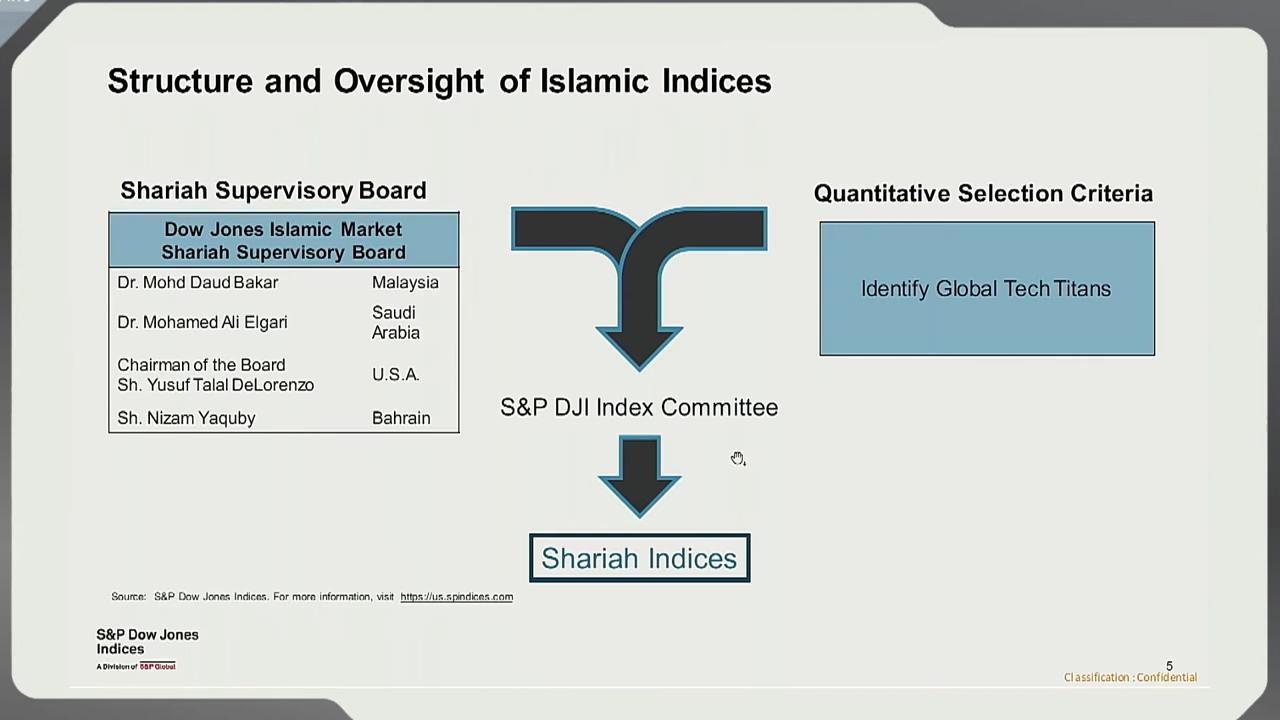 Structure and Oversight of Islamic Indices
Shariah Supervisory Board
Dow Jones Islamic Market
Shariah Supervisory Board
Dr. Mohd Daud Bakar Malaysia
Dr. Mohamed Ali Elgari Saudi Arabia
Chairman of the Board
Sh. Yusuf Talal DeLorenzo U.S.A.
Sh. Nizam Yaquby Bahrain
Quantitative Selection Criteria
Identify Global Tech Titans
S&P DJI Index Committee
Shariah Indices
Source: S&P Dow Jones Indices. For more information, visit https://us.spindices.com
S&P Dow Jones
Indices
A Division of S&P Global
5
Classification : Confidential